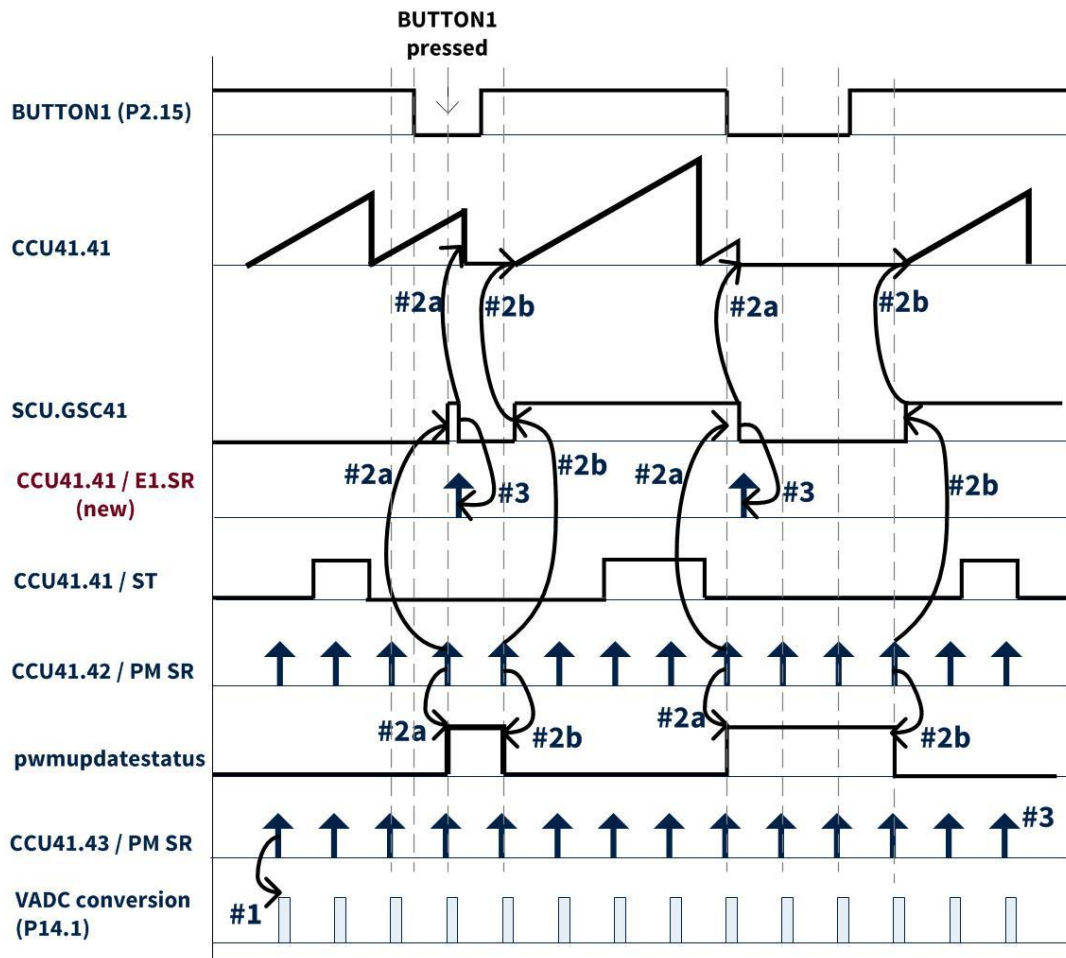 BUTTON1
pressed
BUTTON1 (P2.15)
CCU41.41
#2a
#2b
#2a
#2b
SCU.GSC41
#2a
#2b
#2a
#2b
CCU41.41 / E1.SR
(new)
#3
#3
CCU41.41 / ST
CCU41.42 / PM SR
#2a
#2b
#2a
#2b
pwmupdatestatus
CCU41.43 / PM SR
#3
VADC conversion
(P14.1)
#1